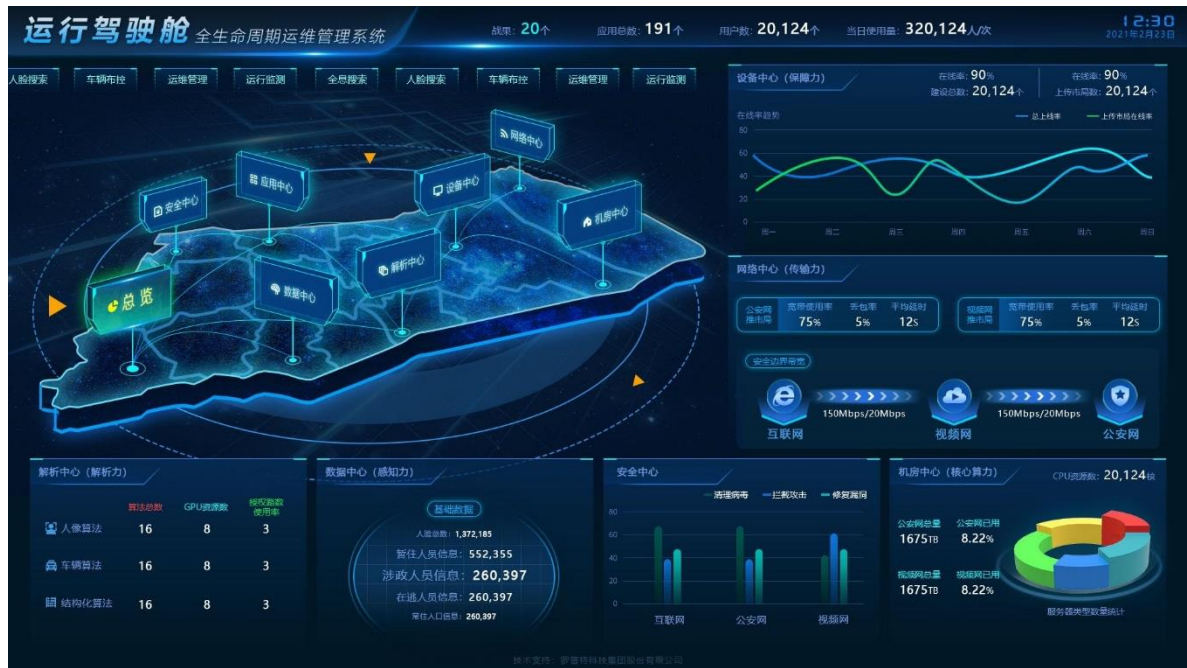 运行驾驶舱 全生命周期运维管理系统
战果: 20个 应用总数: 191个 用户数: 20,124个 当日使用量: 320,124人/次
12:30
2021年2月23日
人脸搜索 车辆布控 运维管理 运行监测 全息搜索 人脸搜索 车辆布控 运维管理 运行监测
网络中心
应用中心
设备中心
安全中心
机房中心
解析中心
数据中心
总览
设备中心（保障力）
在线率: 90%
建设总数: 20,124个
在线率: 90%
上传市局数: 20,124个
在线率趋势
总上线率 上传市局在线率
80
60
40
20
0
周一 周二 周三 周四 周五 周六 周日
网络中心（传输力）
公安网
推市局
宽带使用率 丢包率 平均延时
75% 5% 12s
视频网
推市局
宽带使用率 丢包率 平均延时
75% 5% 12s
安全边界带宽
150Mbps/20Mbps 150Mbps/20Mbps
互联网 视频网 公安网
解析中心（解析力）
算法总数 GPU资源数 授权路数
使用率
人像算法 16 8 3
车辆算法 16 8 3
结构化算法 16 8 3
数据中心（感知力）
基础数据
人脸总数: 1,372,185
暂住人员信息: 552,355
涉政人员信息: 260,397
在逃人员信息: 260,397
常住人口信息: 260,397
安全中心
清理病毒 拦截攻击 修复漏洞
80
60
40
20
0
互联网 公安网 视频网
机房中心（核心算力）
CPU资源数: 20,124核
公安网总量 公安网已用
1675TB 8.22%
视频网总量 视频网已用
1675TB 8.22%
服务器类型数量统计
技术支持: 罗普特科技集团股份有限公司